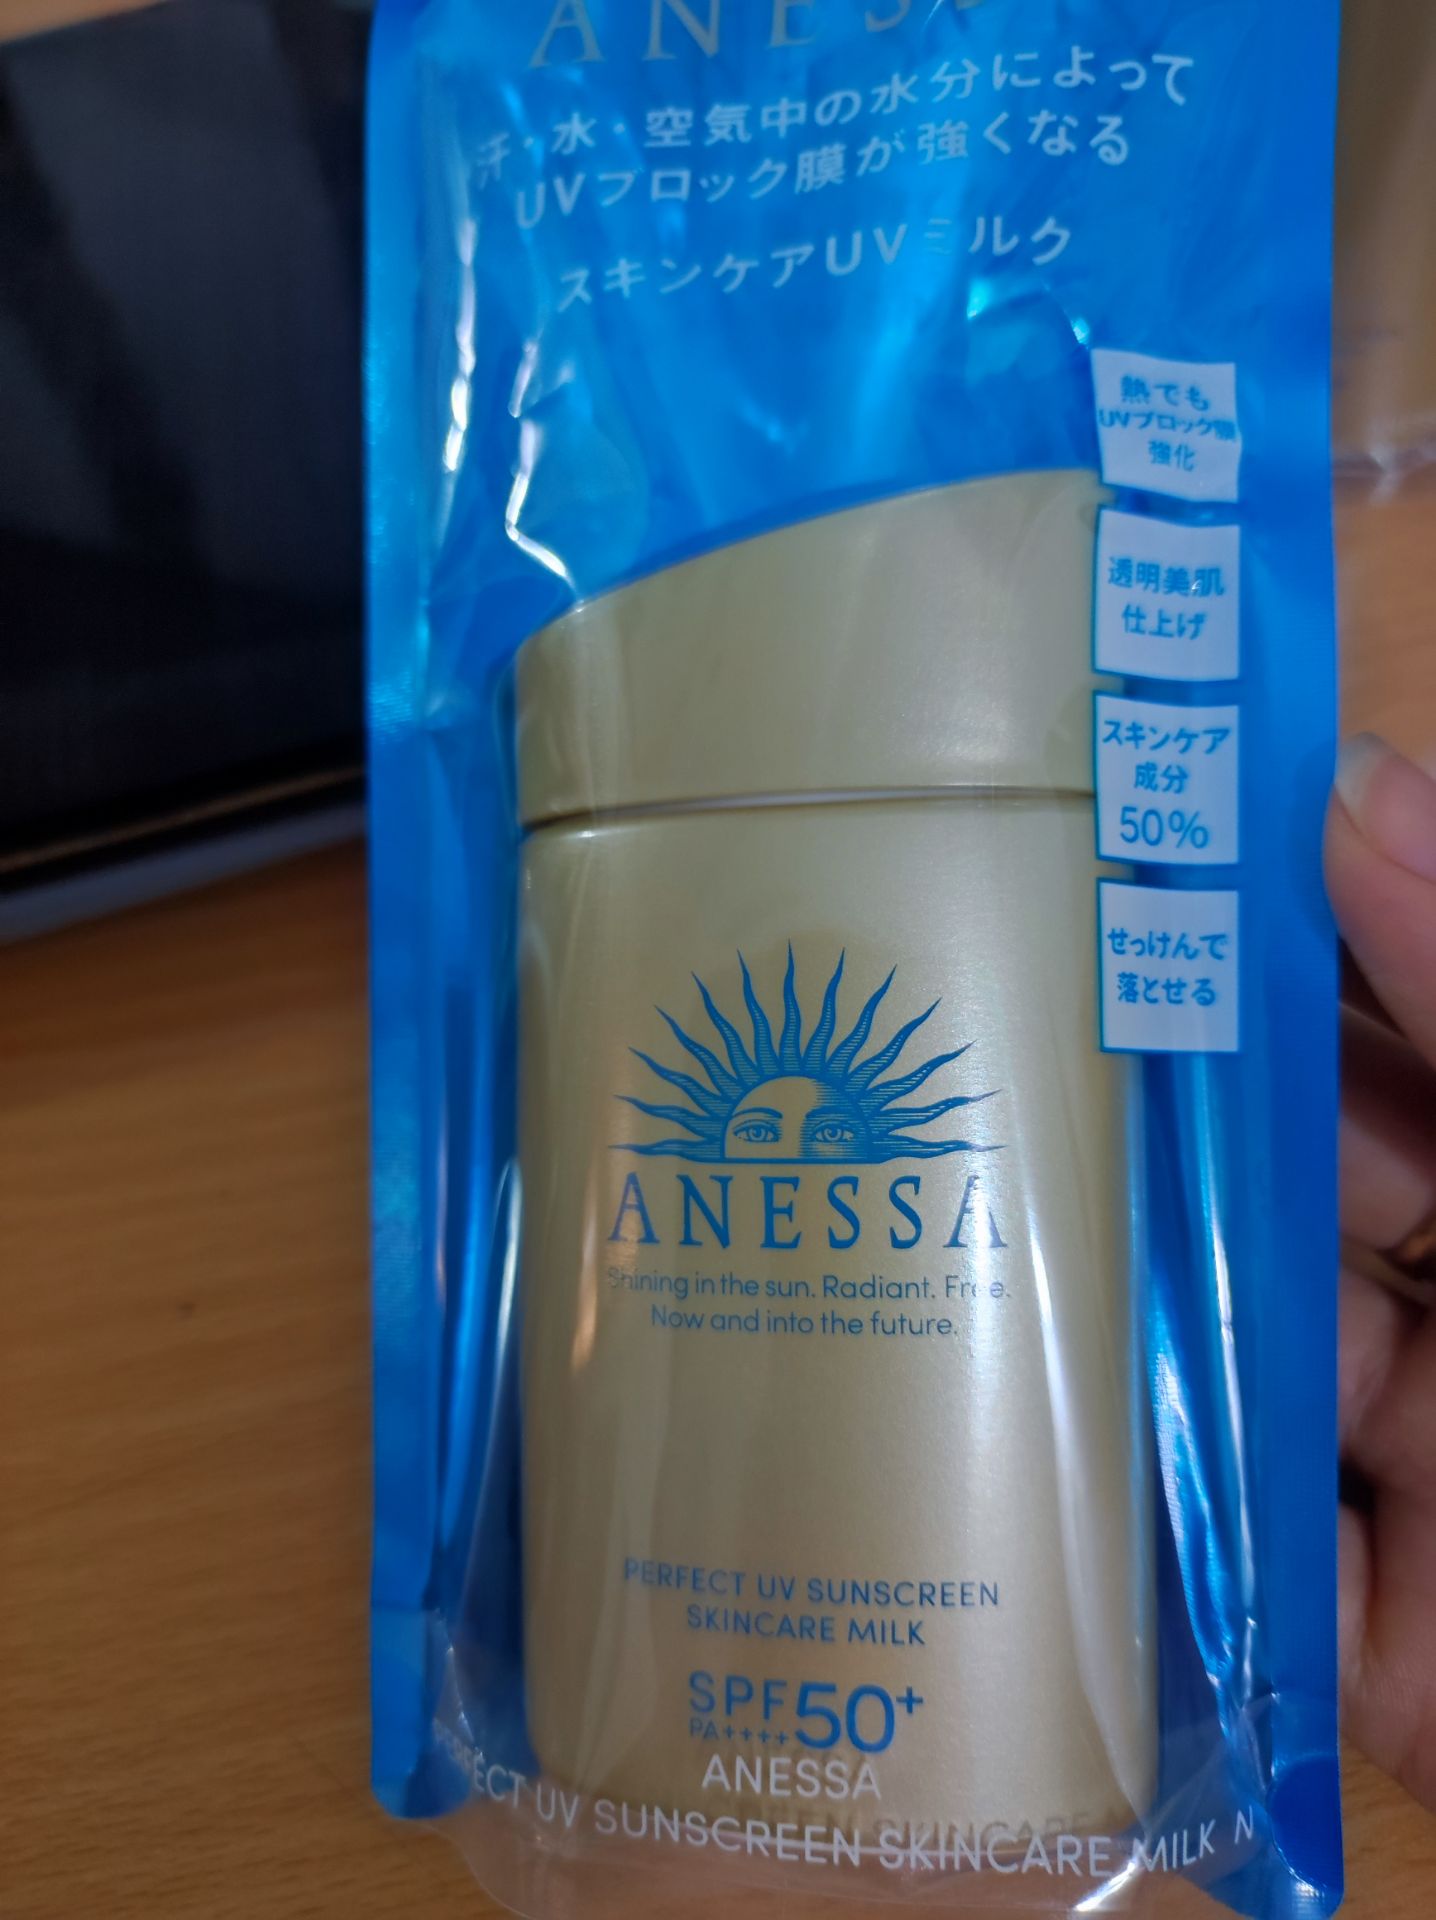 ANESS
汗・水・空気中の水分によって
UVブロック膜が強くなる
スキンケアUVミルク
熱でも
UVブロック膜
強化
透明美肌
仕上げ
スキンケア
成分
50%
せっけんで
落とせる
ANESSA
Shining in the sun. Radiant. Free.
Now and into the future.
PERFECT UV SUNSCREEN
SKINCARE MILK
SPF50+
PA++++
ANESSA
PERFECT UV SUNSCREEN SKINCARE MILK N